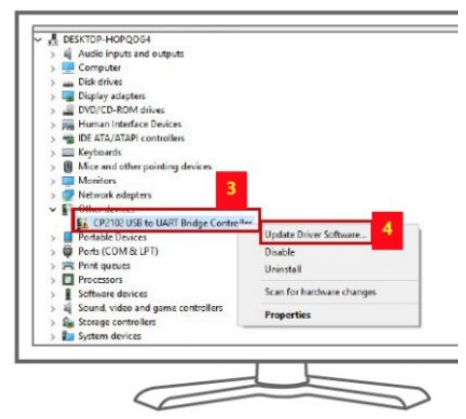 DESKTOP-HOPQOG4
Audio inputs and outputs
Computer
Disk drives
Display adapters
DVD/CD-ROM drives
Human Interface Devices
IDE ATA/ATAPI controllers
Keyboards
Mice and other pointing devices
Monitors
3
Network adapters
Other devices
CP2102 USB to UART Bridge Controller
4
Portable Devices
Update Driver Software...
Ports (COM & LPT)
Disable
Print queues
Uninstall
Processors
Software devices
Scan for hardware changes
Sound, video and game controllers
Storage controllers
Properties
System devices